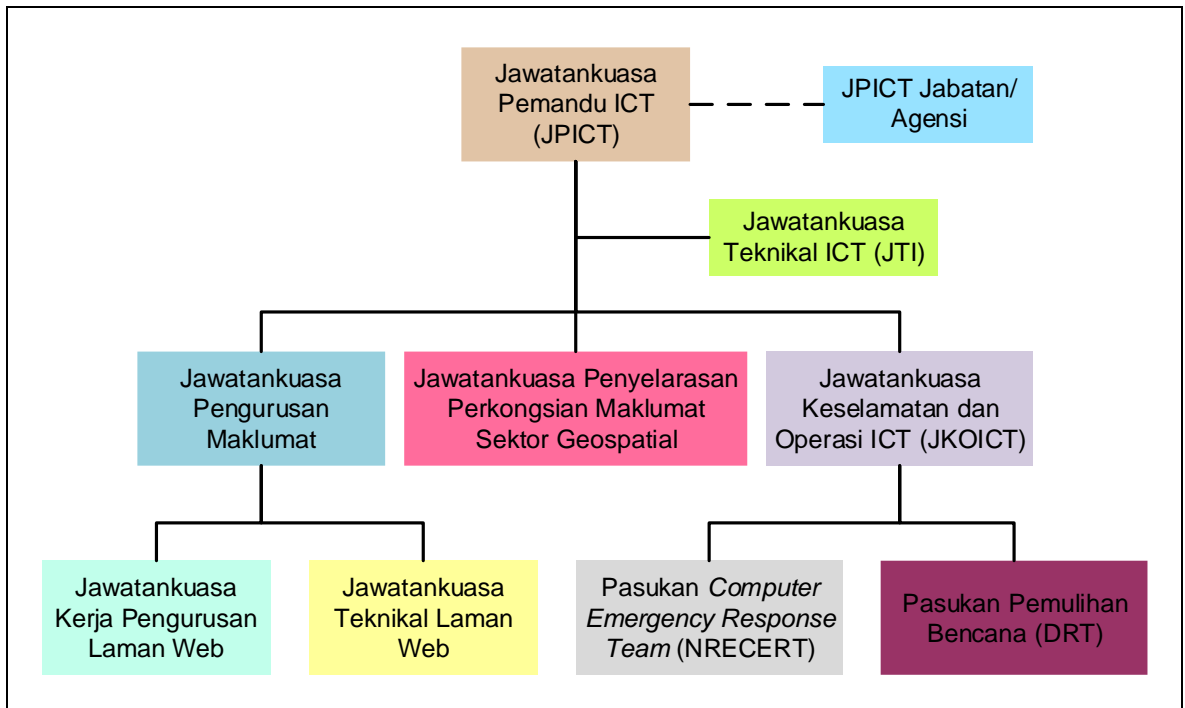 Jawatankuasa
Pemandu ICT
(JPICT)
JPICT Jabatan/
Agensi
Jawatankuasa
Teknikal ICT (JTI)
Jawatankuasa
Pengurusan
Maklumat
Jawatankuasa Penyelarasan
Perkongsian Maklumat
Sektor Geospatial
Jawatankuasa
Keselamatan dan
Operasi ICT (JKOICT)
Jawatankuasa
Kerja Pengurusan
Laman Web
Jawatankuasa
Teknikal Laman
Web
Pasukan Computer
Emergency Response
Team (NRECERT)
Pasukan Pemulihan
Bencana (DRT)